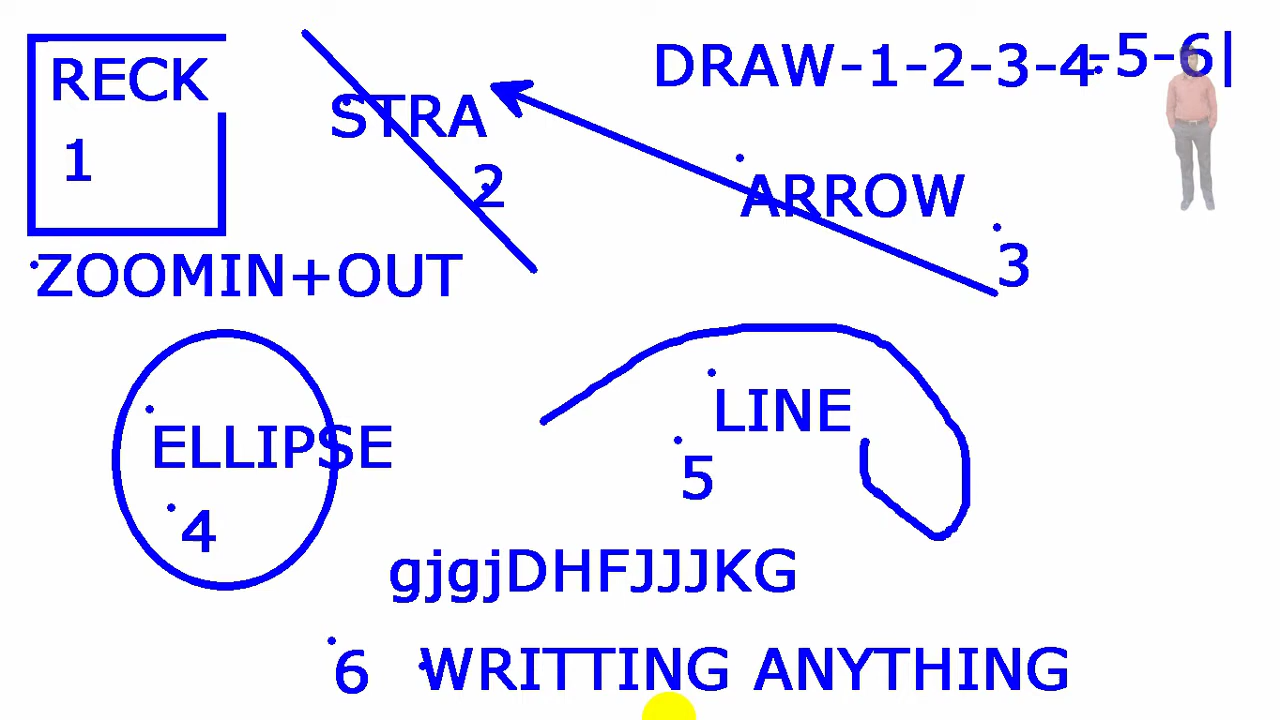 RECK
1
STRA
2
DRAW-1-2-3-4-5-6|
ARROW
3
ZOOMIN+OUT
ELLIPSE
4
LINE
5
gjgjDHFJJJKG
6 WRITTING ANYTHING